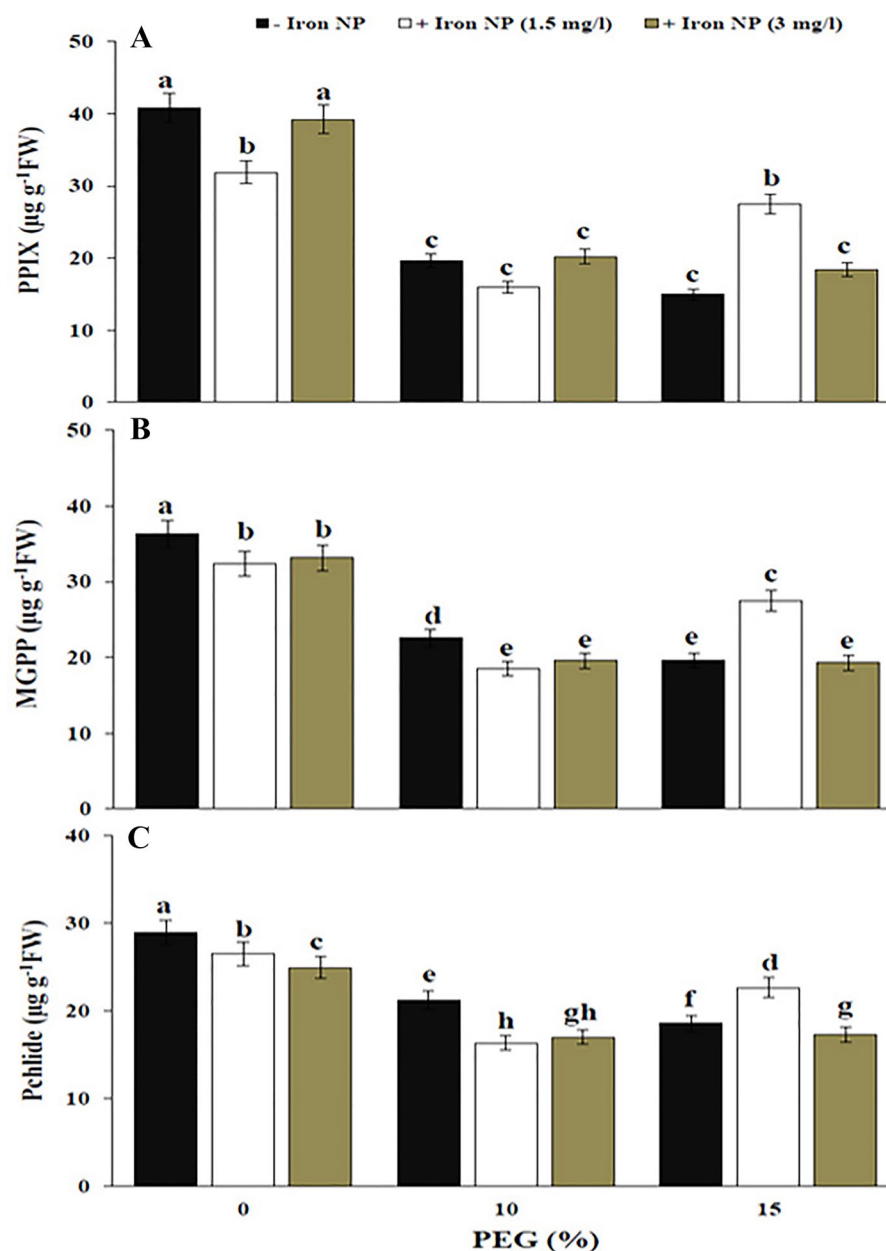 - Iron NP + Iron NP (1.5 mg/l) + Iron NP (3 mg/l)
A
50
40
30
20
10
0
PPIX (µg g-1FW)
a b a
c c c
c b c
B
50
40
30
20
10
0
MGPP (µg g-1FW)
a b b
d e e
e c e
C
40
30
20
10
0
Pchlide (µg g-1FW)
a b c
e h gh
f d g
0 10 15
PEG (%)